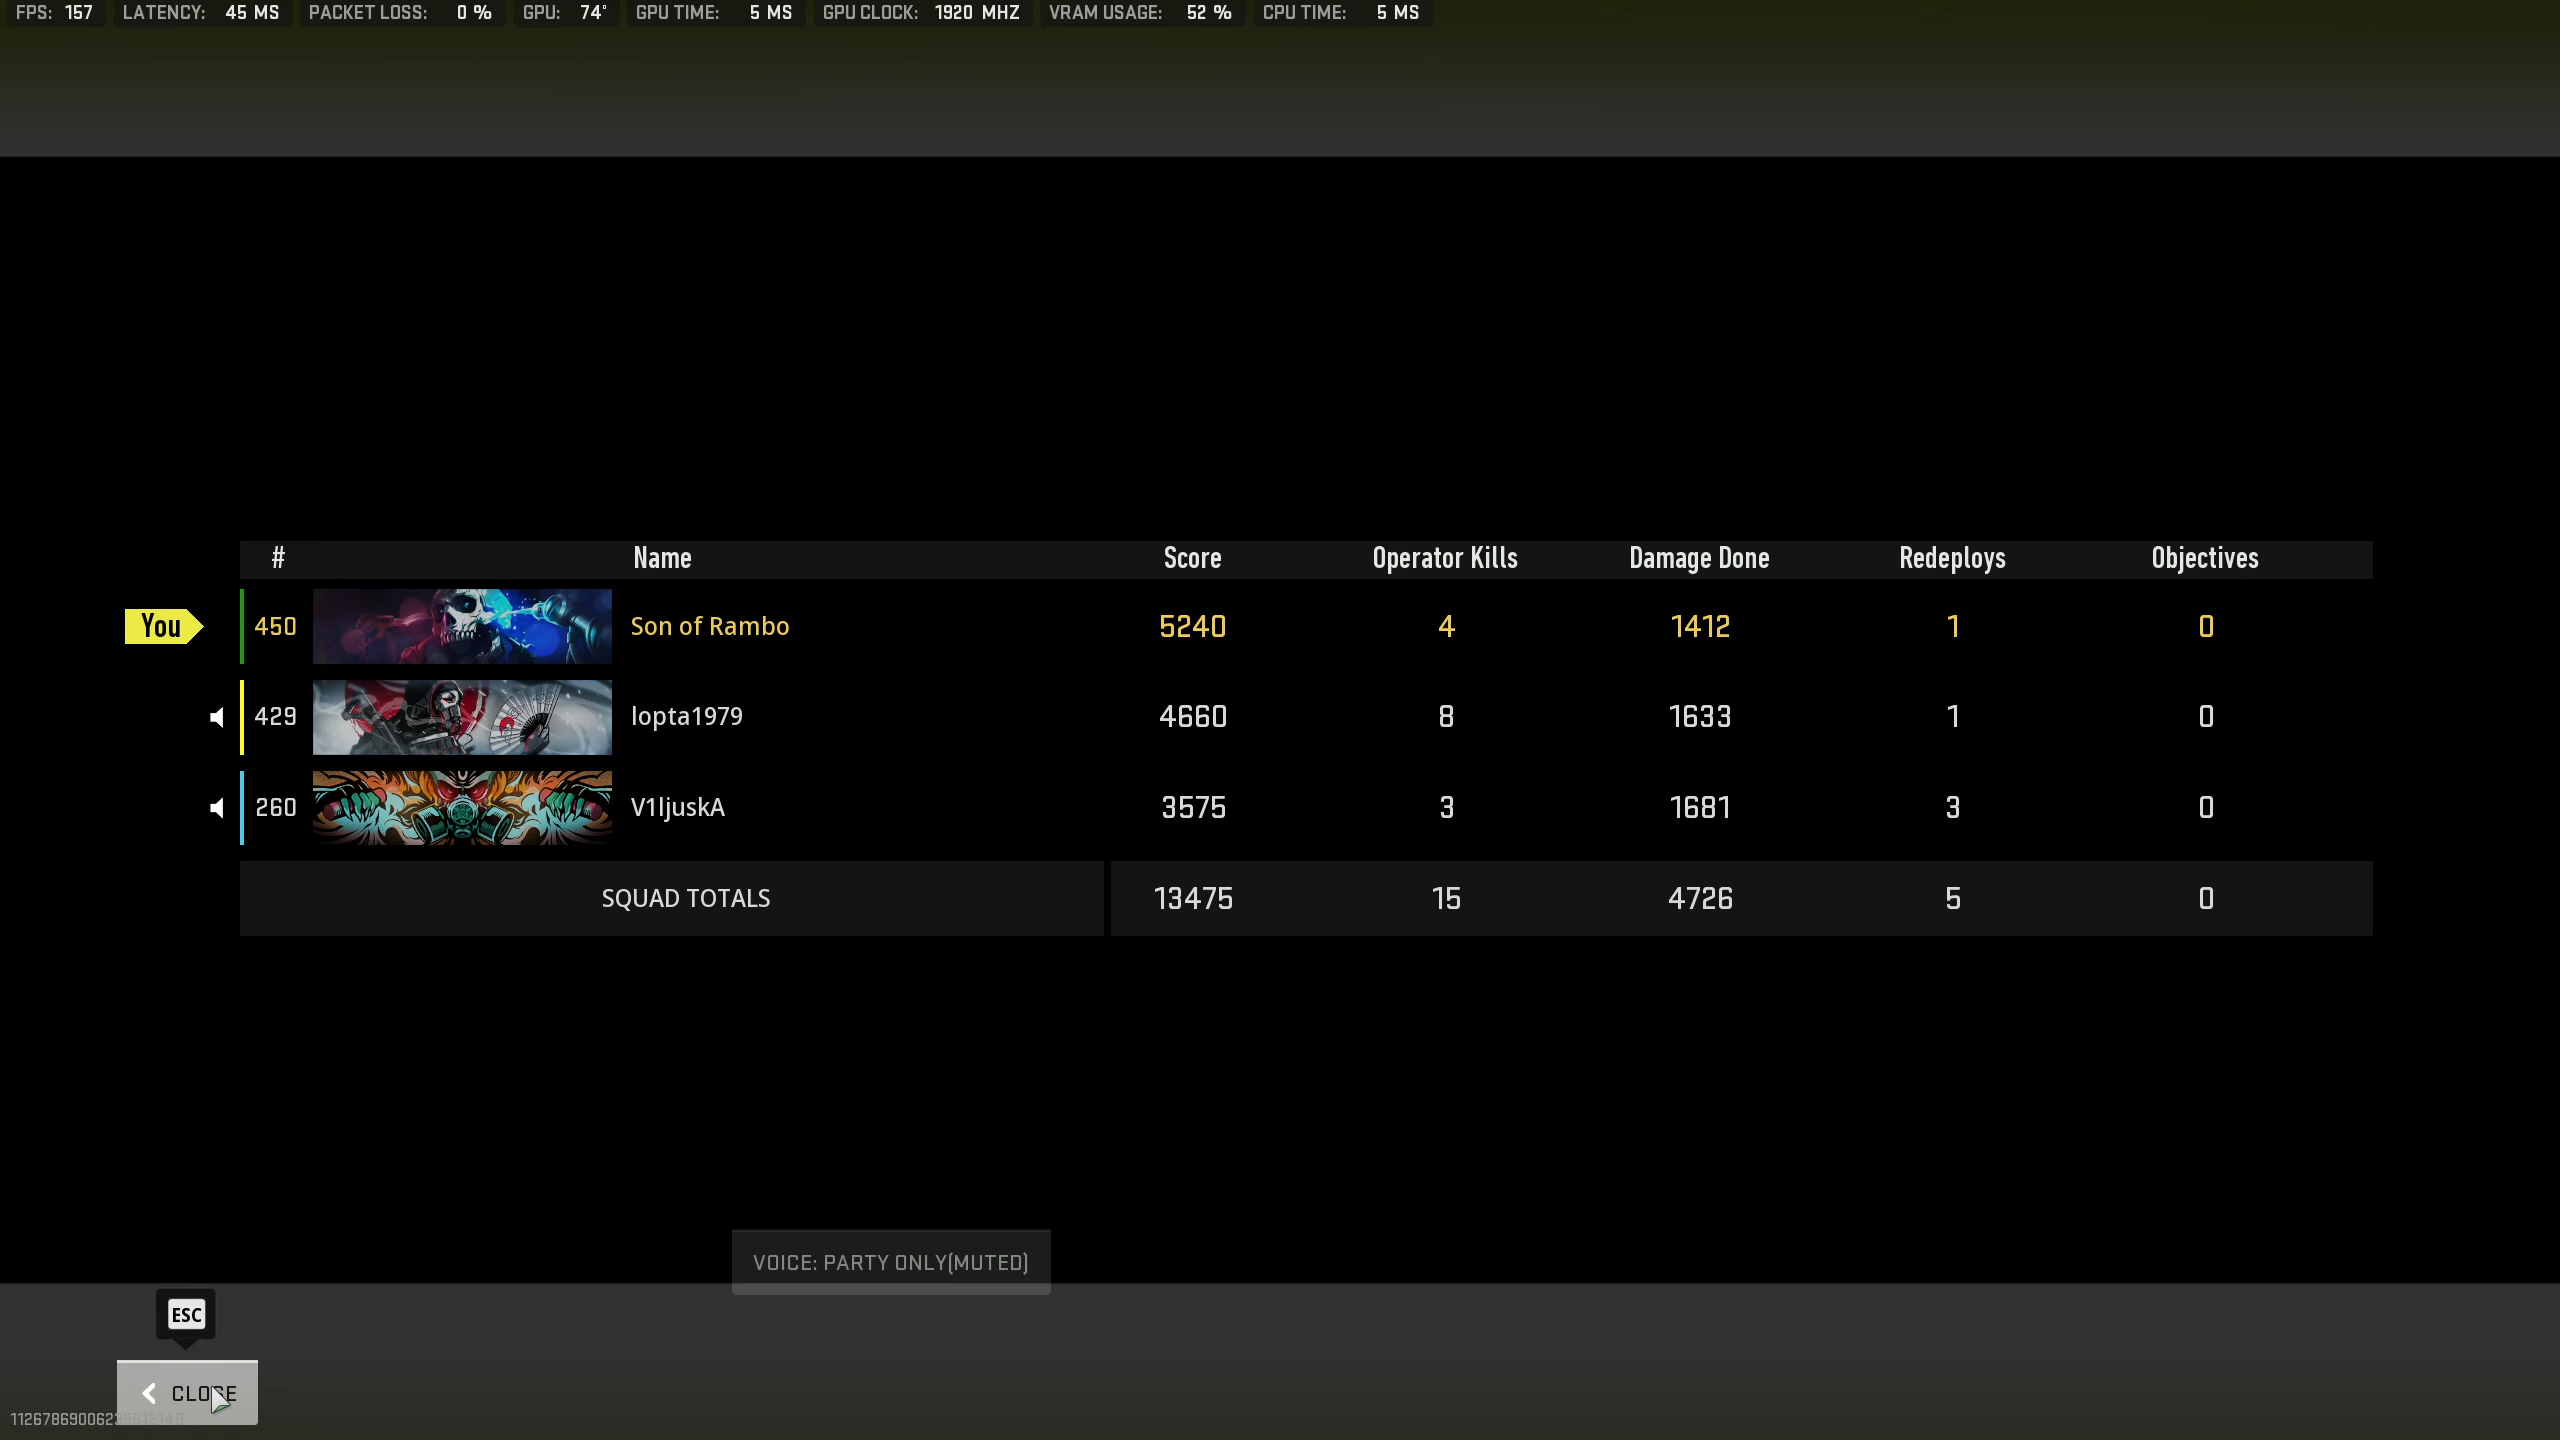 FPS: 157 LATENCY: 45 MS PACKET LOSS: 0 % GPU: 74° GPU TIME: 5 MS GPU CLOCK: 1920 MHZ VRAM USAGE: 52 % CPU TIME: 5 MS
# Name Score Operator Kills Damage Done Redeploys Objectives
You 450 Son of Rambo 5240 4 1412 1 0
429 lopta1979 4660 8 1633 1 0
260 V1ljuskA 3575 3 1681 3 0
SQUAD TOTALS 13475 15 4726 5 0
VOICE: PARTY ONLY(MUTED)
ESC
CLOSE